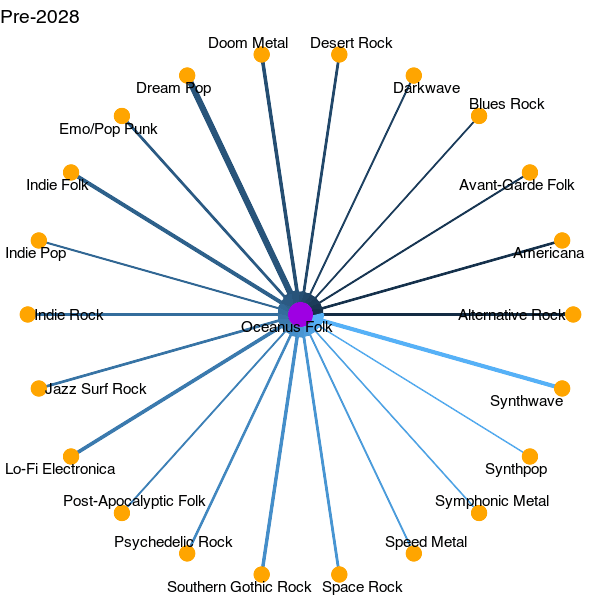 Pre-2028
Doom Metal
Desert Rock
Dream Pop
Darkwave
Blues Rock
Emo/Pop Punk
Indie Folk
Avant-Garde Folk
Indie Pop
Americana
Indie Rock
Alternative Rock
Oceanus Folk
Jazz Surf Rock
Synthwave
Lo-Fi Electronica
Synthpop
Post-Apocalyptic Folk
Symphonic Metal
Psychedelic Rock
Speed Metal
Southern Gothic Rock
Space Rock